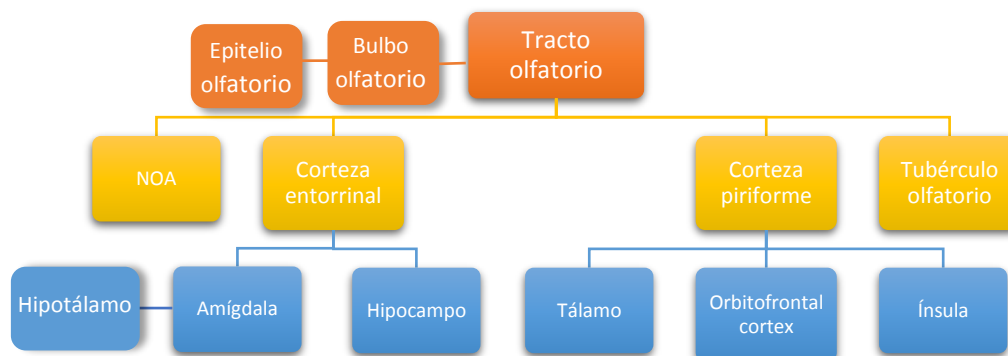 Epitelio
olfatorio
Bulbo
olfatorio
Tracto
olfatorio
NOA
Corteza
entorrinal
Corteza
piriforme
Tubérculo
olfatorio
Hipotálamo
Amígdala
Hipocampo
Tálamo
Orbitofrontal
cortex
Ínsula